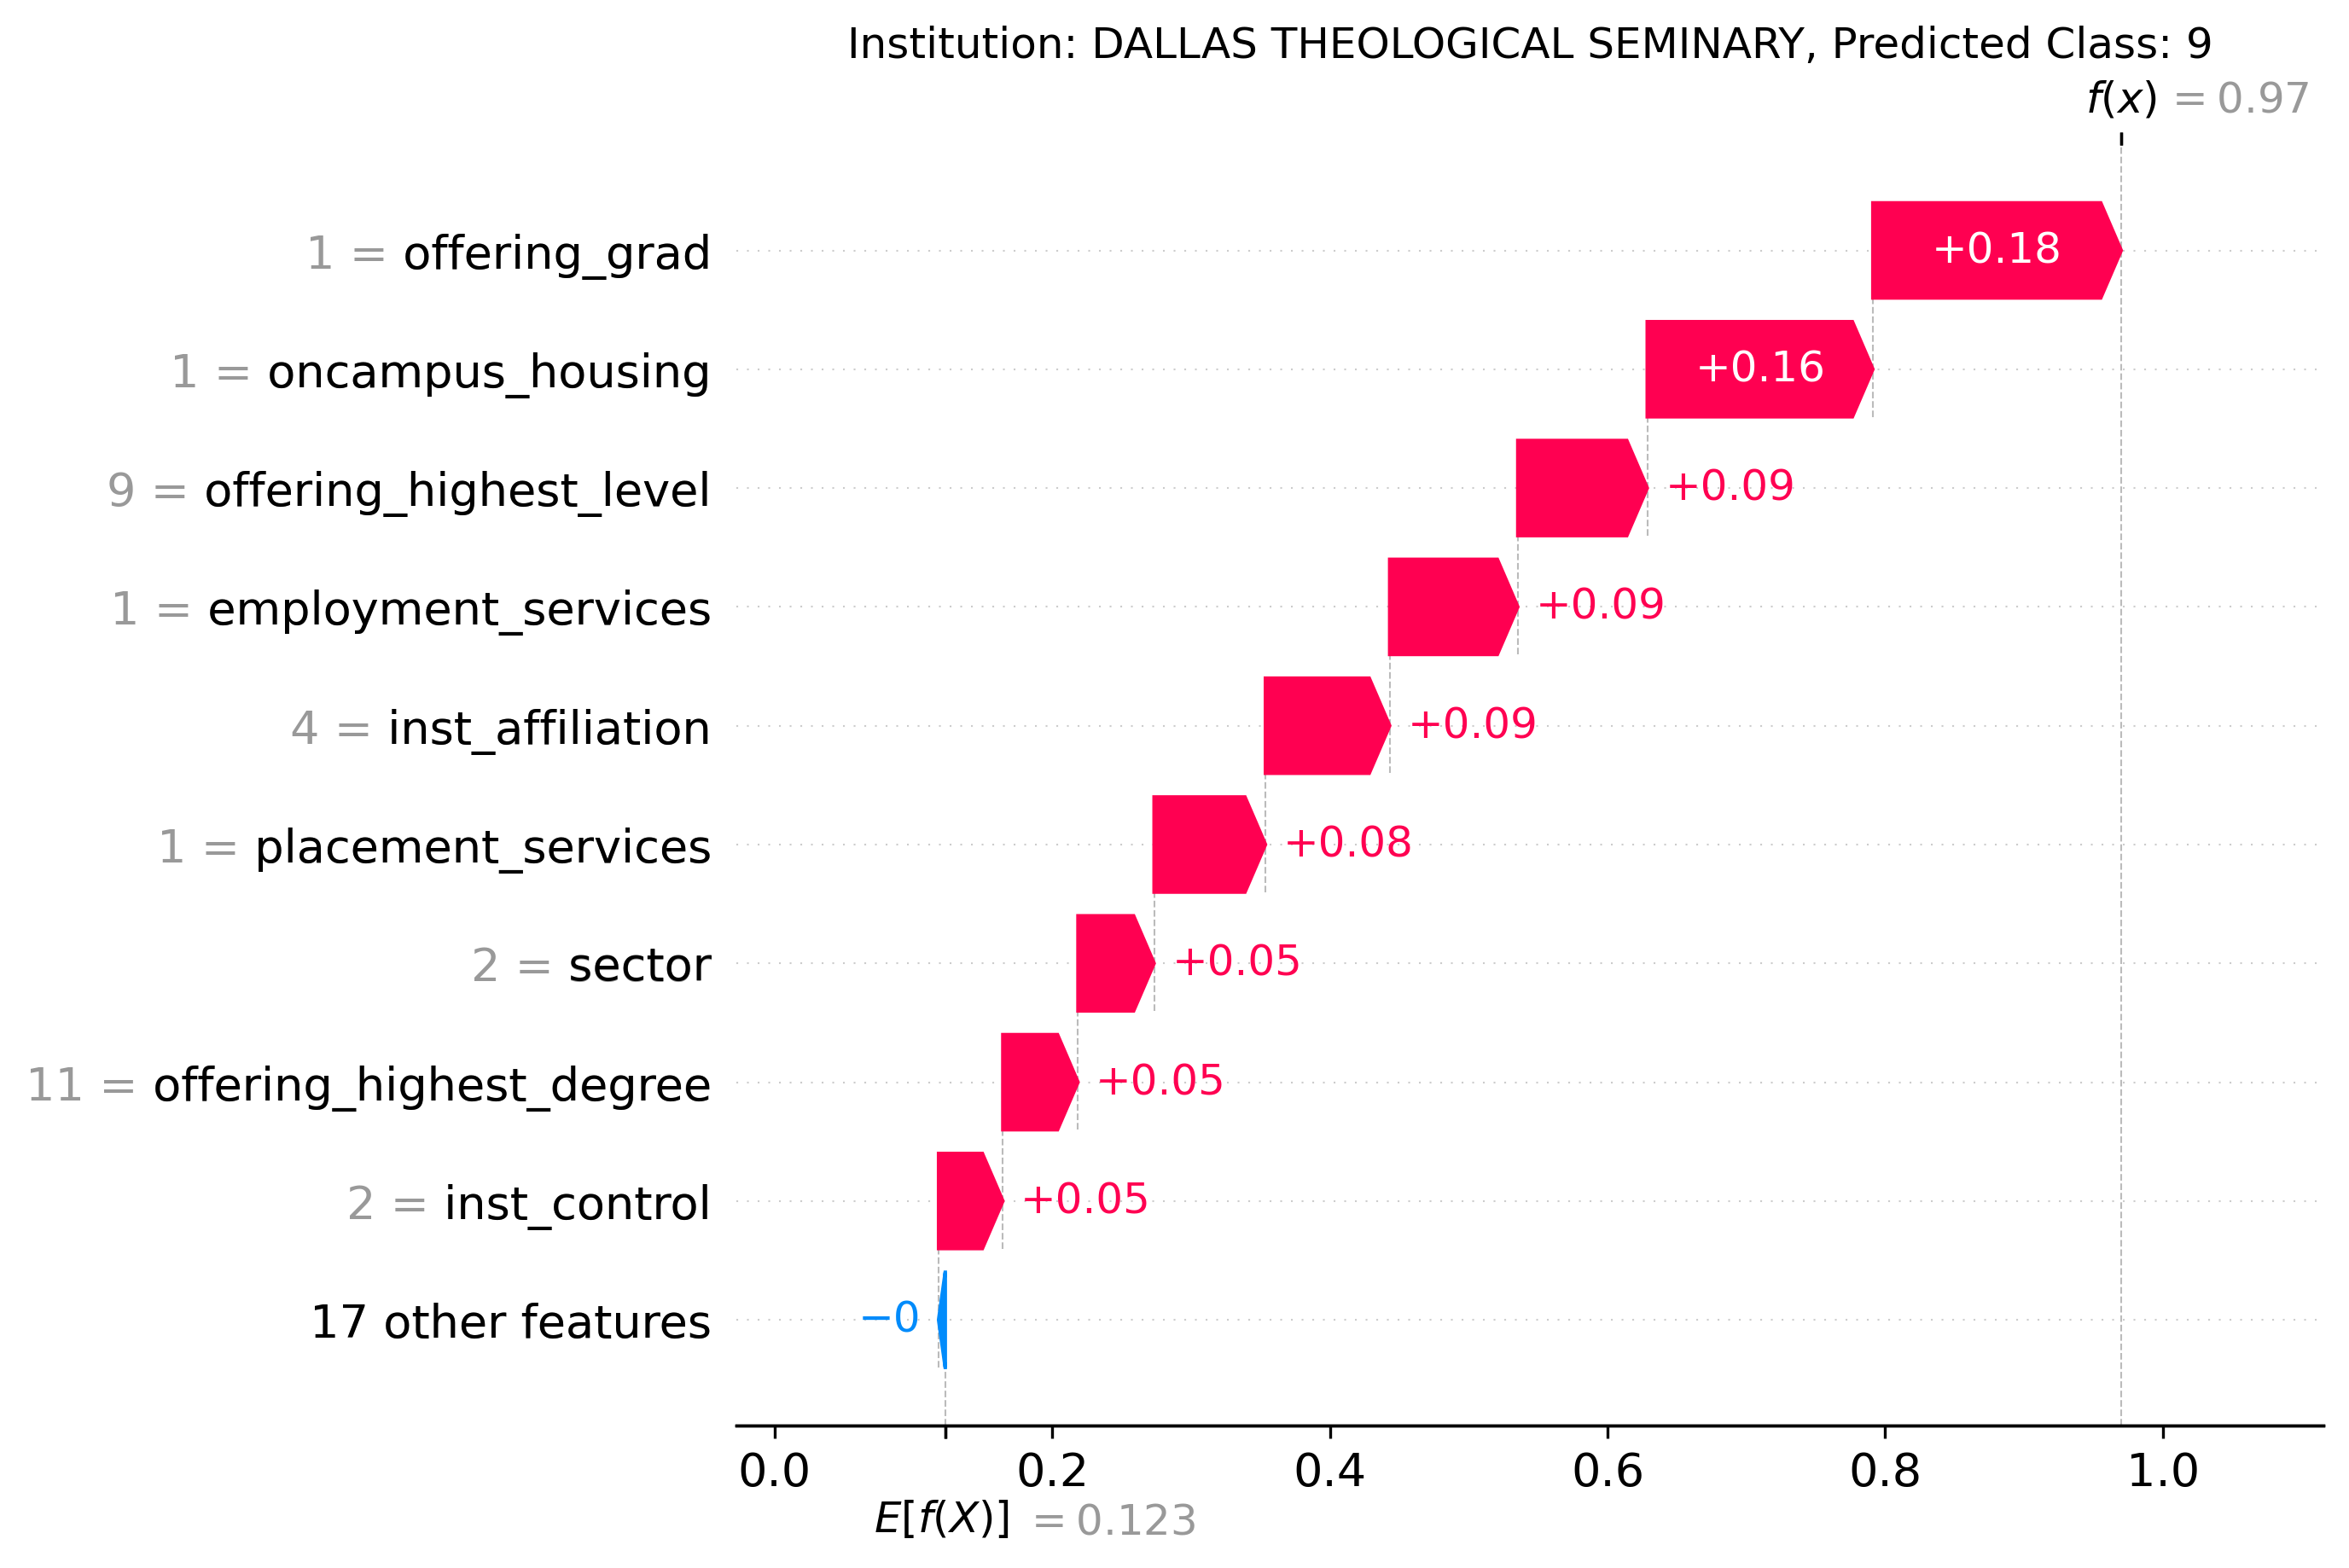 Institution: DALLAS THEOLOGICAL SEMINARY, Predicted Class: 9
f(x) = 0.97
1 = offering_grad +0.18
1 = oncampus_housing +0.16
9 = offering_highest_level +0.09
1 = employment_services +0.09
4 = inst_affiliation +0.09
1 = placement_services +0.08
2 = sector +0.05
11 = offering_highest_degree +0.05
2 = inst_control +0.05
17 other features −0
0.0 0.2 0.4 0.6 0.8 1.0
E[f(X)] = 0.123